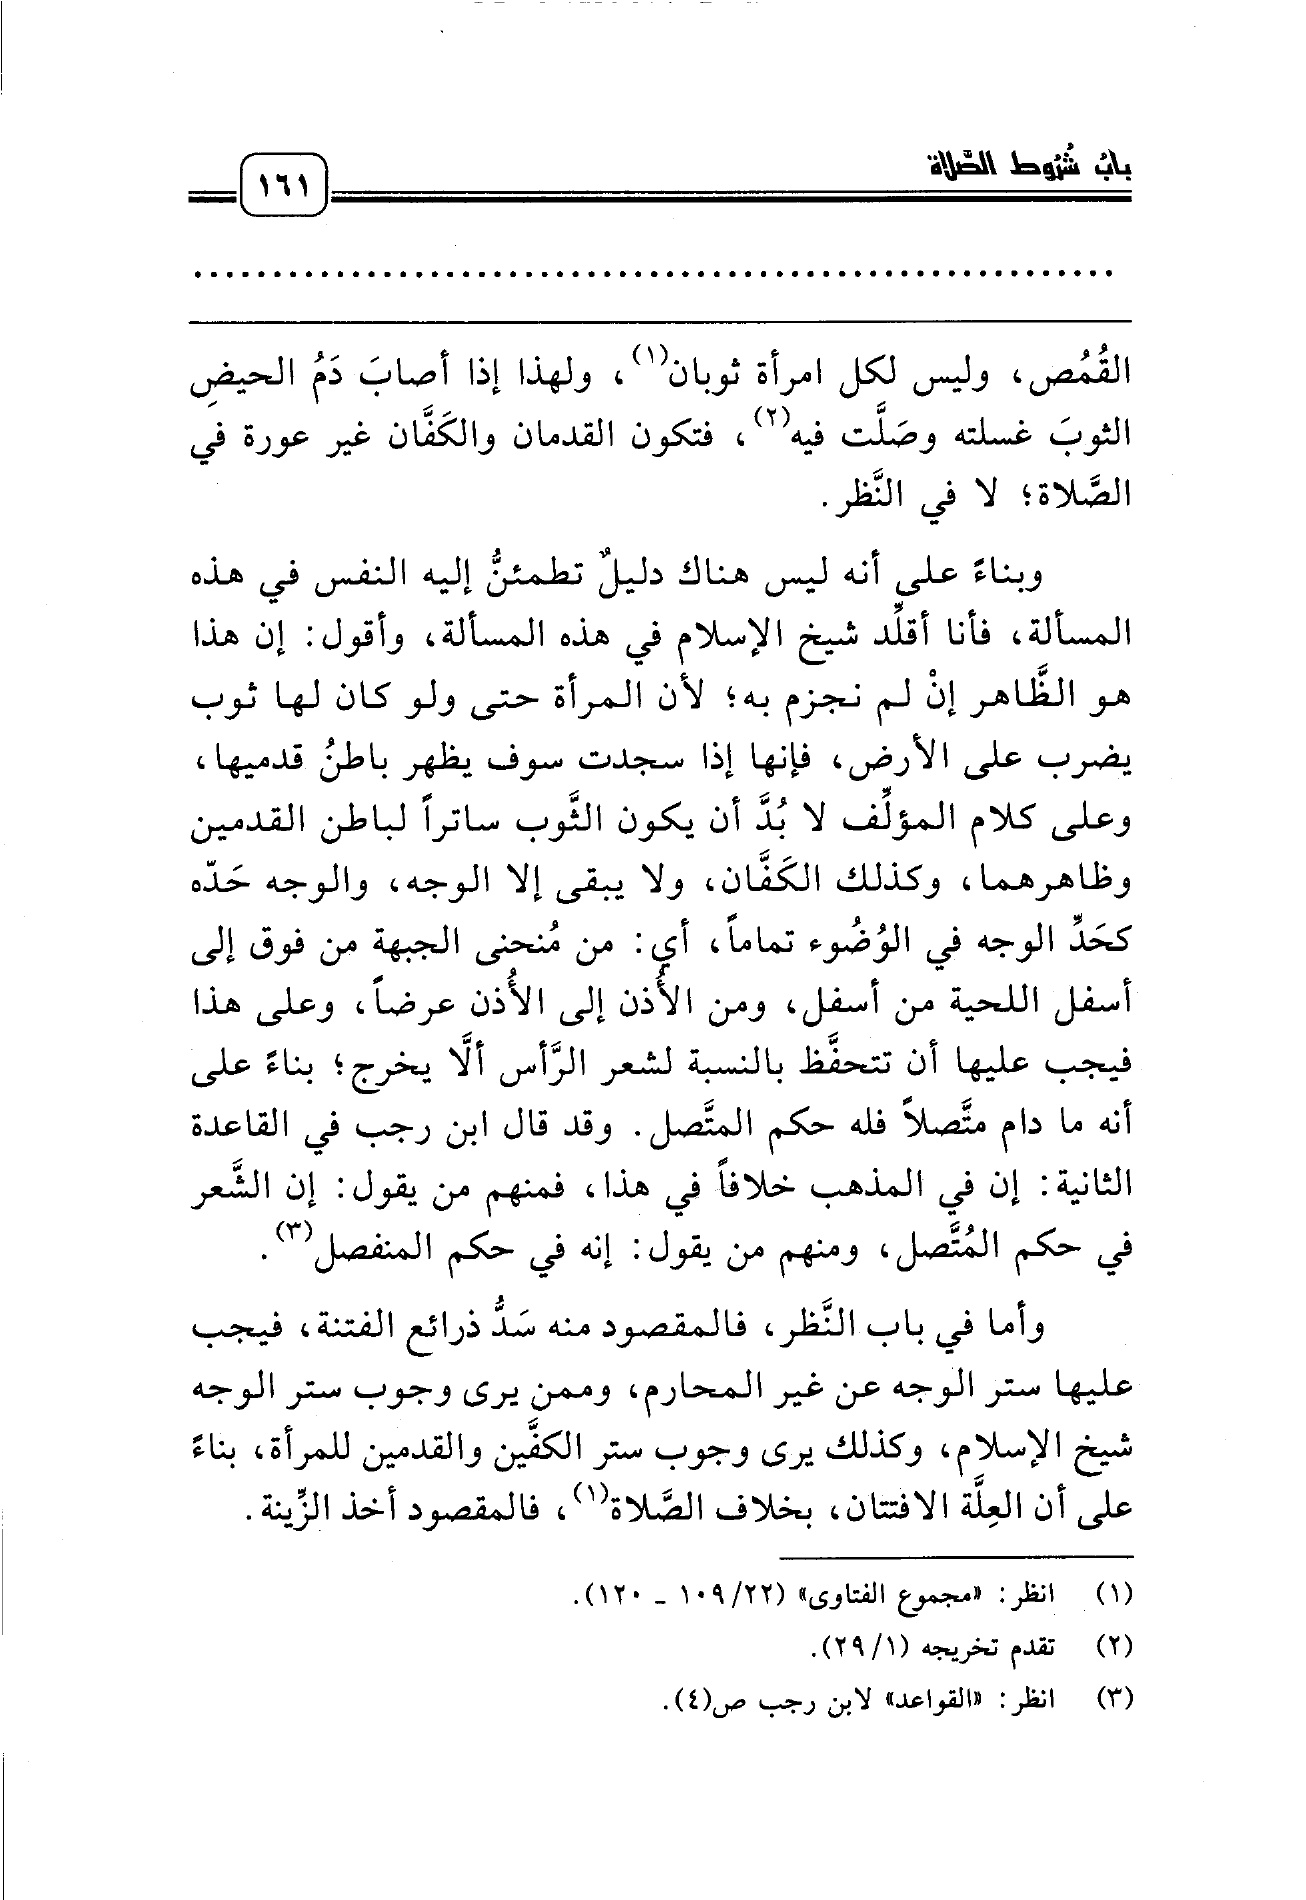 بابُ شُرُوط الصَّلاة
١٦١
القُمُص، وليس لكل امرأة ثوبان(١)، ولهذا إذا أصابَ دَمُ الحيضِ
الثوبَ غسلته وصَلَّت فيه(٢)، فتكون القدمان والكَفَّان غير عورة في
الصَّلاة؛ لا في النَّظر.
وبناءً على أنه ليس هناك دليلٌ تطمئنُّ إليه النفس في هذه
المسألة، فأنا أقلِّد شيخ الإسلام في هذه المسألة، وأقول: إن هذا
هو الظَّاهر إنْ لم نجزم به؛ لأن المرأة حتى ولو كان لها ثوب
يضرب على الأرض، فإنها إذا سجدت سوف يظهر باطنُ قدميها،
وعلى كلام المؤلِّف لا بُدَّ أن يكون الثَّوب ساتراً لباطن القدمين
وظاهرهما، وكذلك الكَفَّان، ولا يبقى إلا الوجه، والوجه حَدّه
كحَدِّ الوجه في الوُضُوء تماماً، أي: من مُنحنى الجبهة من فوق إلى
أسفل اللحية من أسفل، ومن الأُذن إلى الأُذن عرضاً، وعلى هذا
فيجب عليها أن تتحفَّظ بالنسبة لشعر الرَّأس ألَّا يخرج؛ بناءً على
أنه ما دام متَّصلاً فله حكم المتَّصل. وقد قال ابن رجب في القاعدة
الثانية: إن في المذهب خلافاً في هذا، فمنهم من يقول: إن الشَّعر
في حكم المُتَّصل، ومنهم من يقول: إنه في حكم المنفصل(٣).
وأما في باب النَّظر، فالمقصود منه سَدُّ ذرائع الفتنة، فيجب
عليها ستر الوجه عن غير المحارم، وممن يرى وجوب ستر الوجه
شيخ الإسلام، وكذلك يرى وجوب ستر الكفَّين والقدمين للمرأة، بناءً
على أن العِلَّة الافتتان، بخلاف الصَّلاة(١)، فالمقصود أخذ الزِّينة.
(١) انظر: «مجموع الفتاوى» (٢٢/ ١٠٩ ـ ١٢٠).
(٢) تقدم تخريجه (١/ ٢٩).
(٣) انظر: «القواعد» لابن رجب ص(٤).